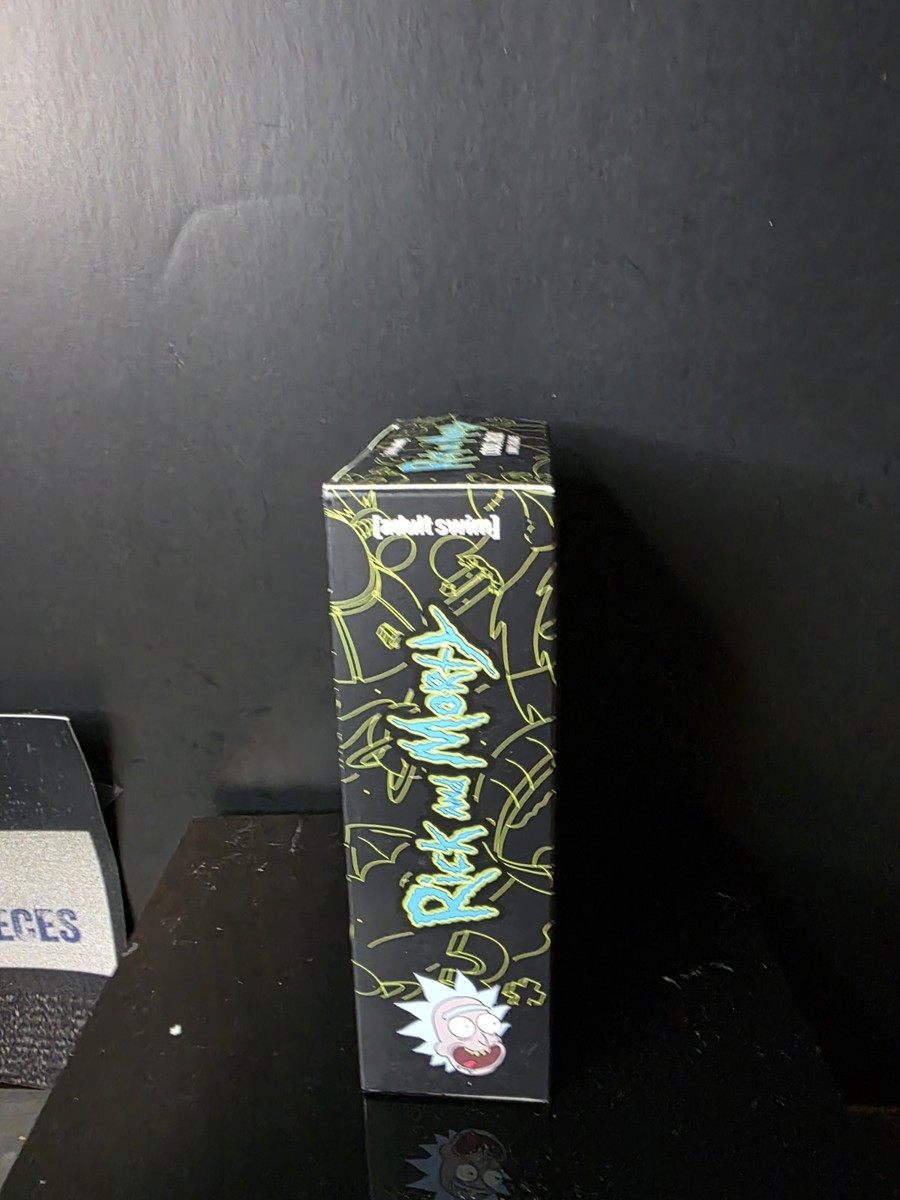 [adult swim]
Rick and Morty
ECES